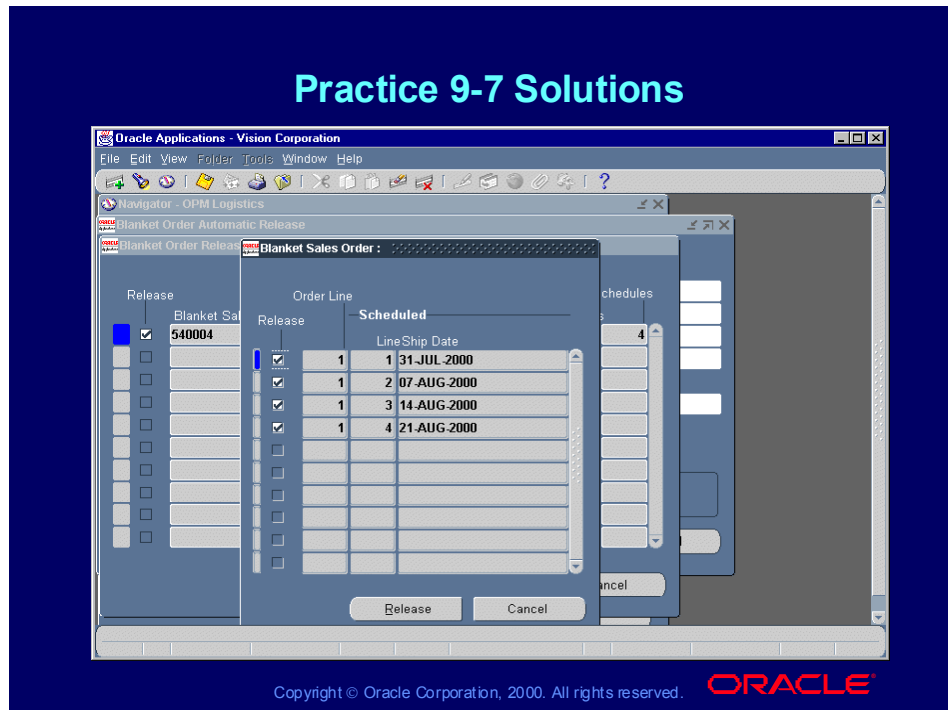 Practice 9-7 Solutions
Oracle Applications - Vision Corporation
File Edit View Folder Tools Window Help
Navigator - OPM Logistics
Blanket Order Automatic Release
Blanket Order Releas
Blanket Sales Order :
Release
Blanket Sal
chedules
s
540004
4
Order Line
Release
Scheduled
Line Ship Date
1 1 31-JUL-2000
1 2 07-AUG-2000
1 3 14-AUG-2000
1 4 21-AUG-2000
Release Cancel
ancel
Copyright © Oracle Corporation, 2000. All rights reserved.
ORACLE®